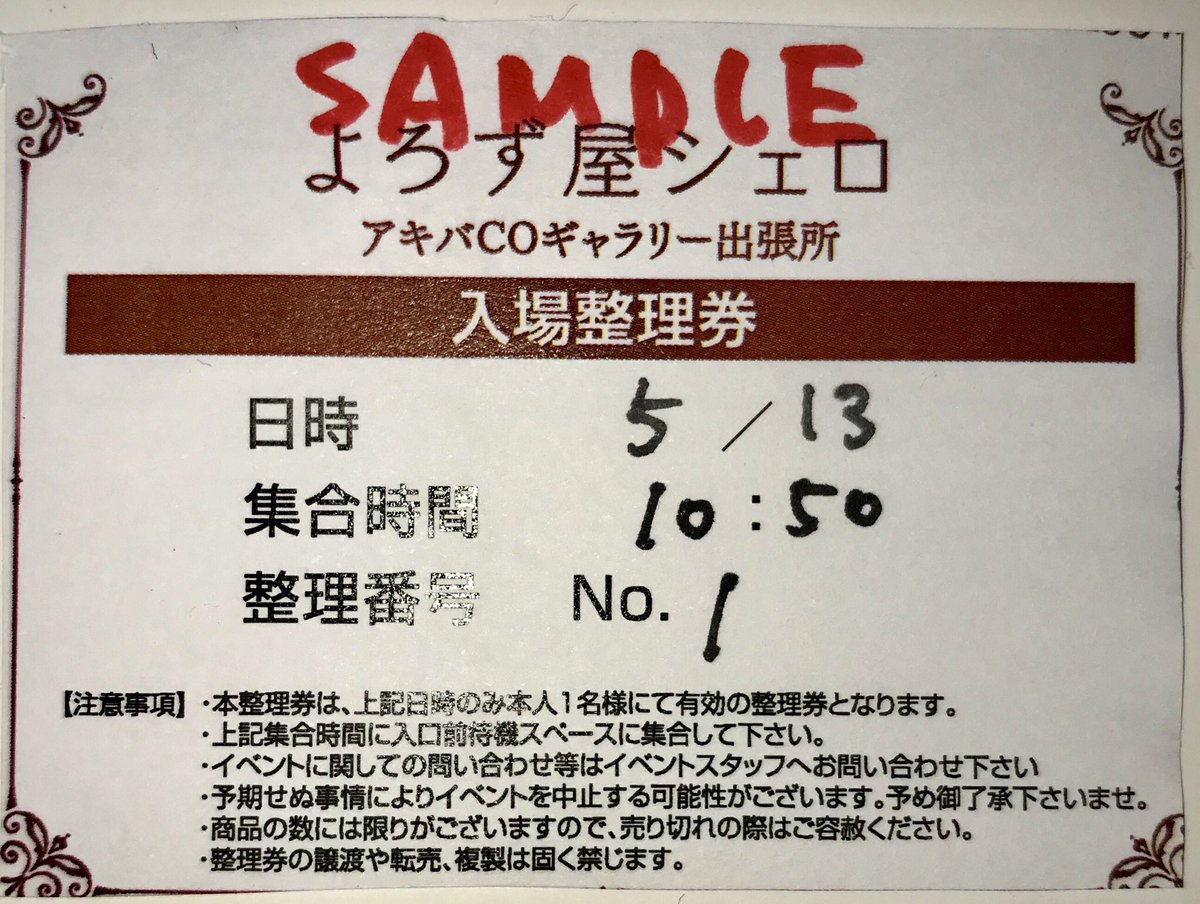 SAMPLE
よろず屋シェロ
アキバCOギャラリー出張所
入場整理券
日時 5/13
集合時間 10:50
整理番号 No.1
【注意事項】・本整理券は、上記日時のみ本人1名様にて有効の整理券となります。
・上記集合時間に入口前待機スペースに集合して下さい。
・イベントに関しての問い合わせ等はイベントスタッフへお問い合わせ下さい
・予期せぬ事情によりイベントを中止する可能性がございます。予め御了承下さいませ。
・商品の数には限りがございますので、売り切れの際はご容赦ください。
・整理券の譲渡や転売、複製は固く禁じます。